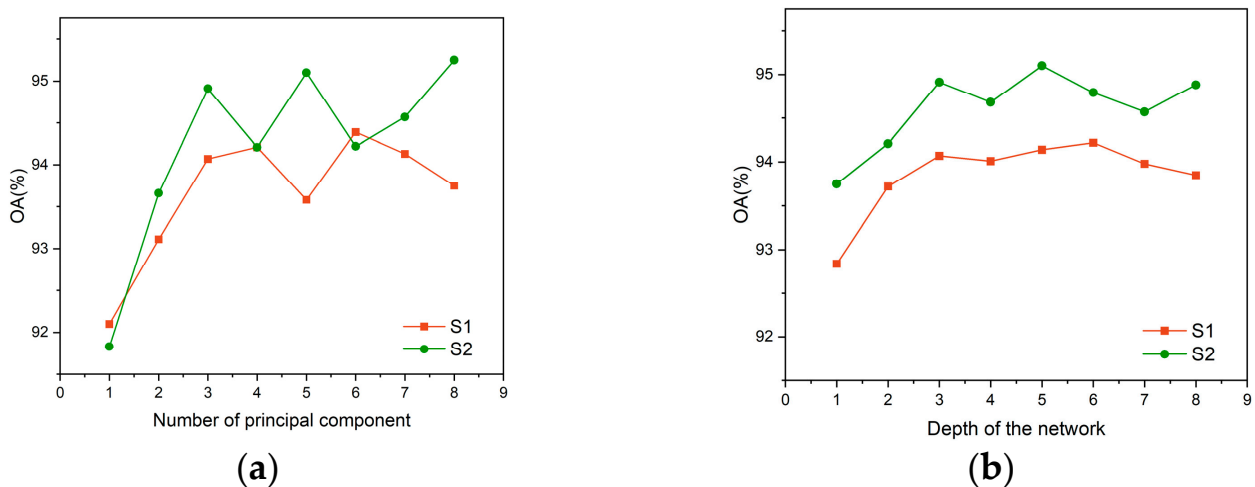 OA(%)
95
94
93
92
S1
S2
0 1 2 3 4 5 6 7 8 9
Number of principal component
(a)
OA(%)
95
94
93
92
S1
S2
0 1 2 3 4 5 6 7 8 9
Depth of the network
(b)